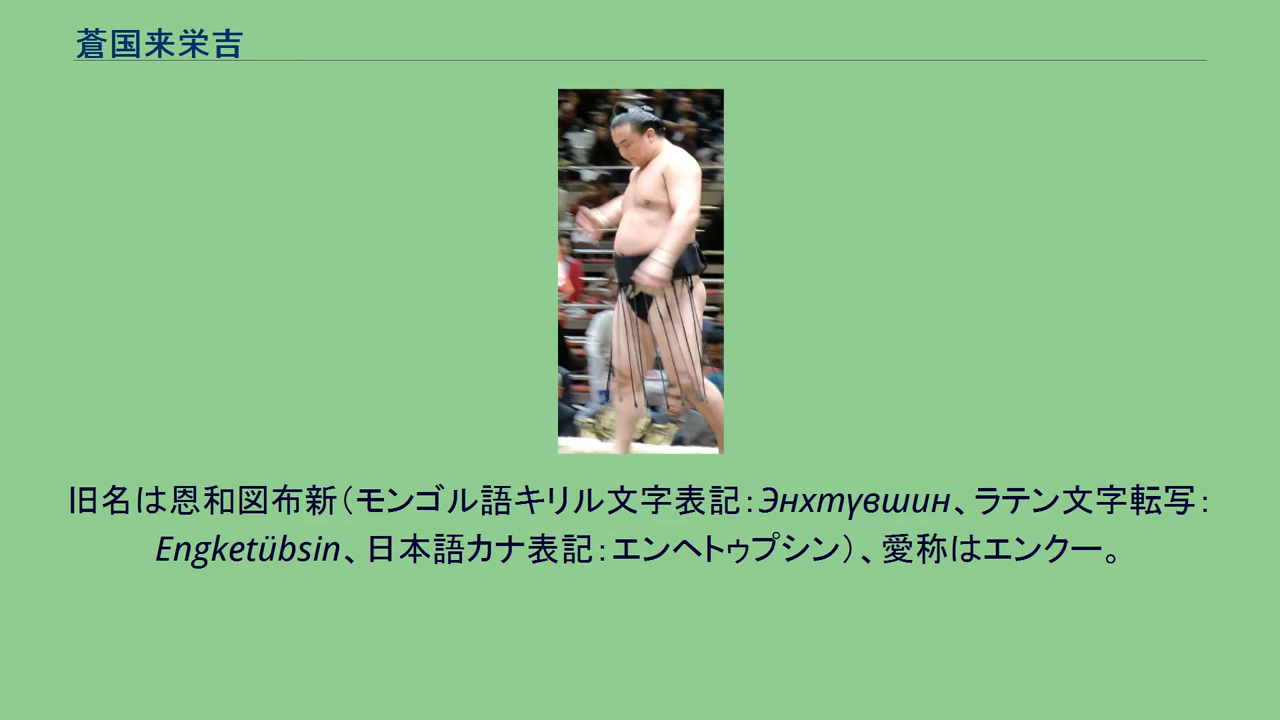 蒼国来栄吉
旧名は恩和図布新（モンゴル語キリル文字表記：Энхтүвшин、ラテン文字転写：
Engketübsin、日本語カナ表記：エンヘトゥプシン）、愛称はエンクー。